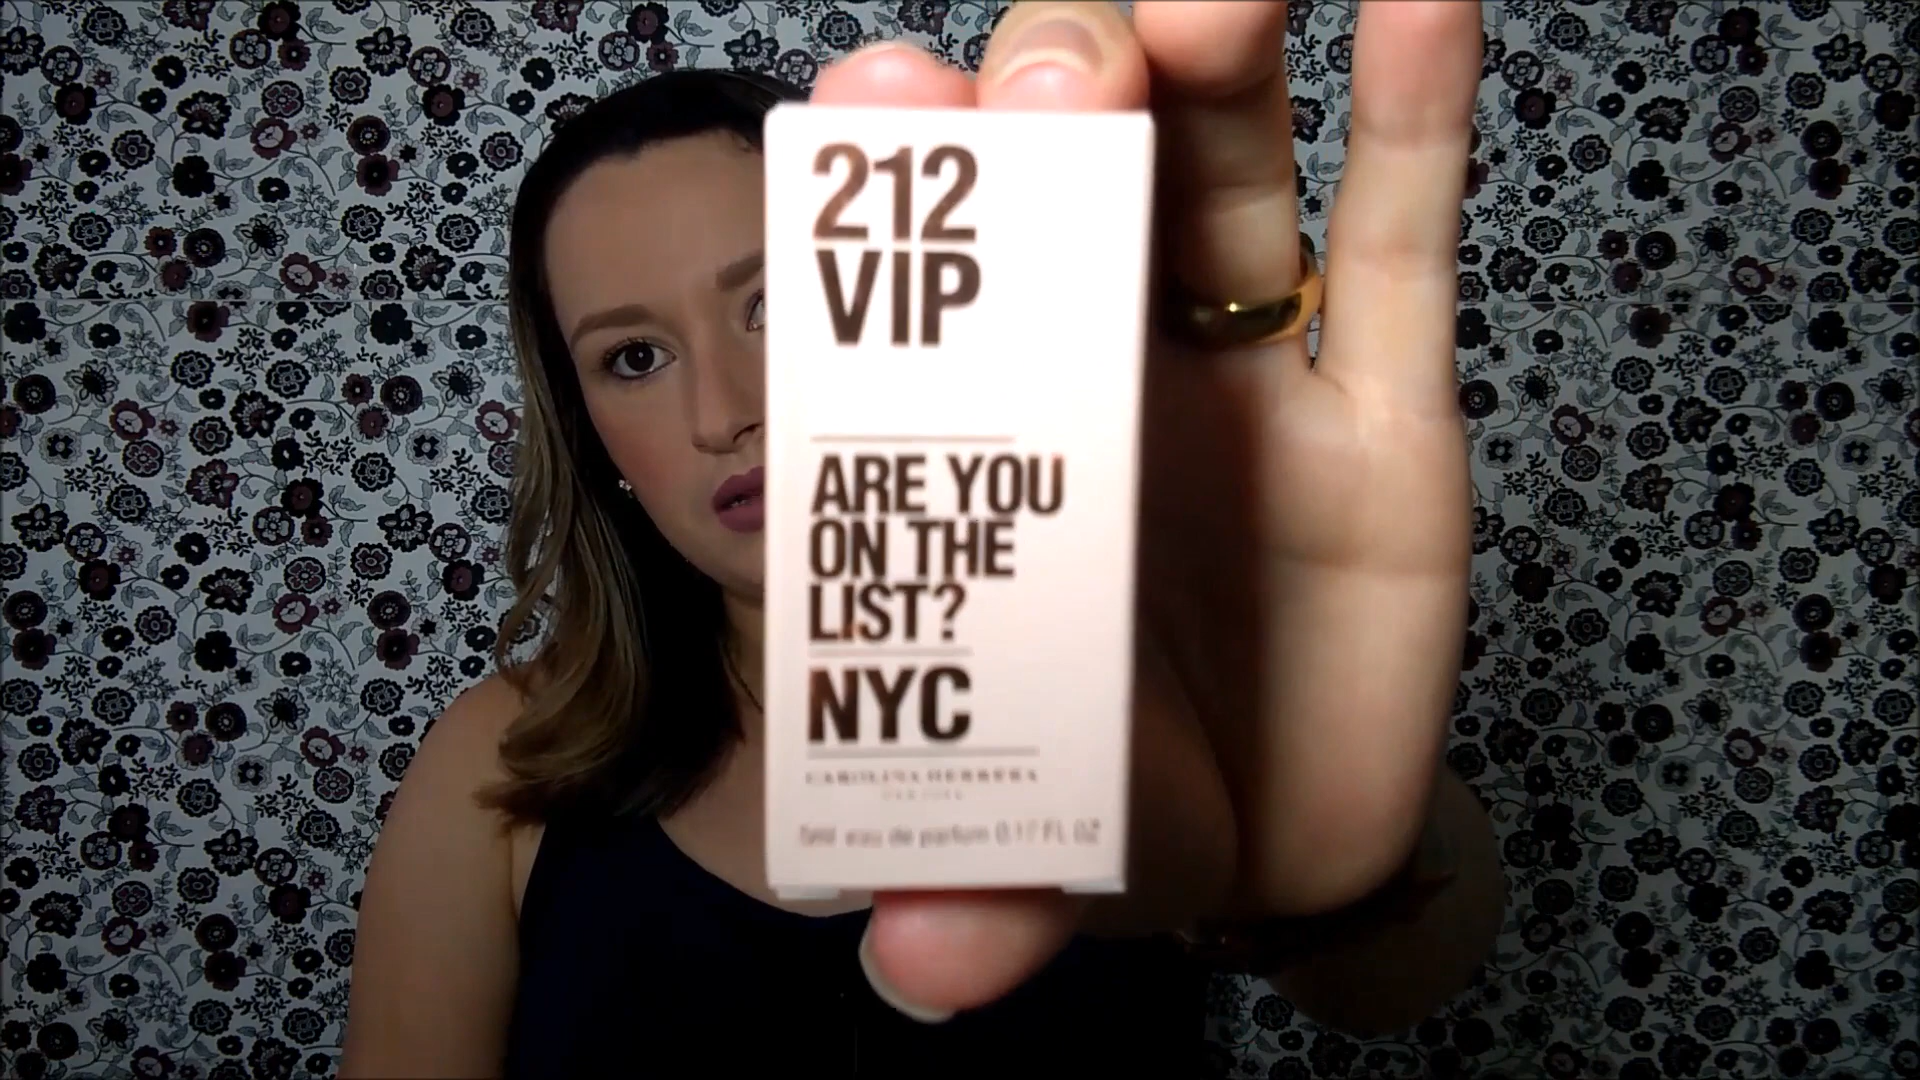 212
VIP
ARE YOU
ON THE
LIST?
NYC
CAROLINA HERRERA
5ml eau de parfum 0.17 FL OZ